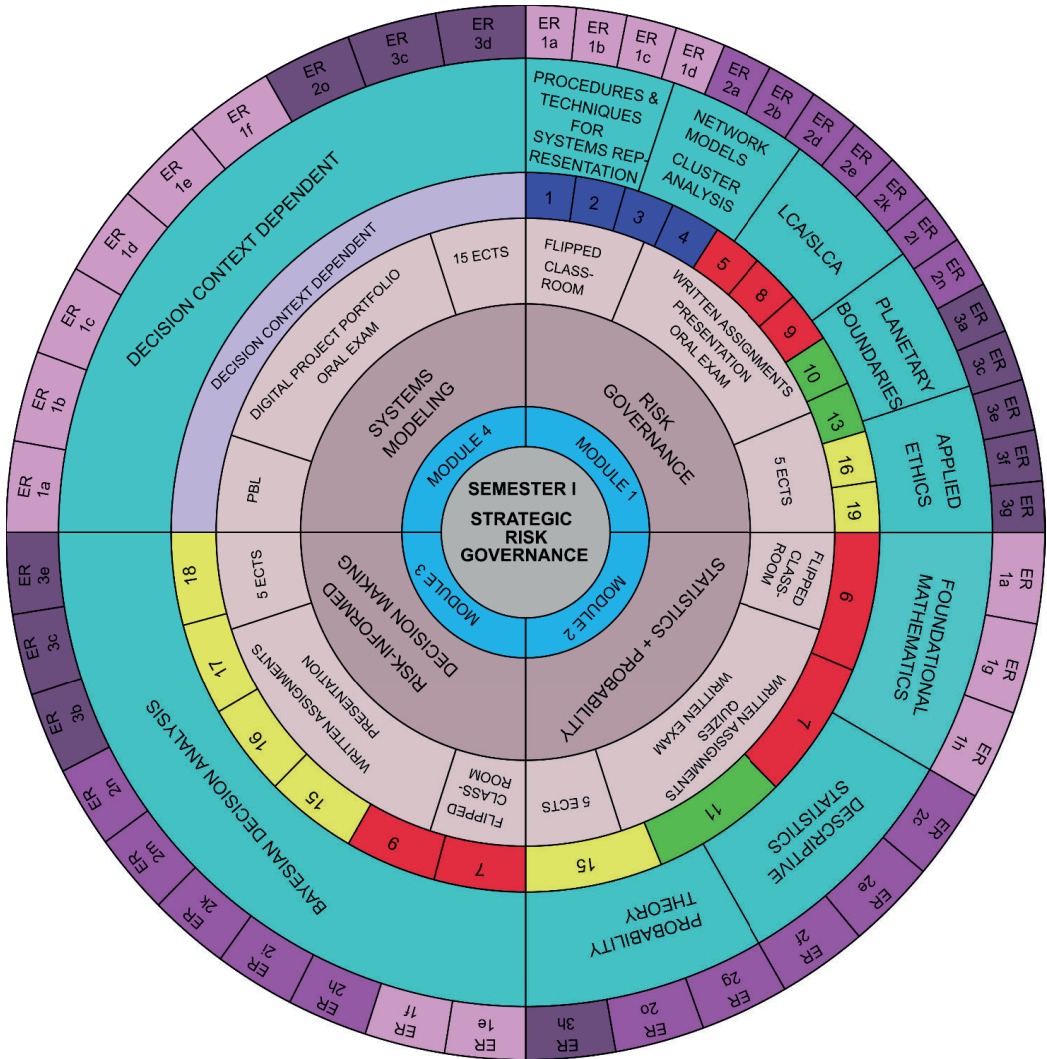 SEMESTER I
STRATEGIC
RISK
GOVERNANCE
MODULE 1
RISK
GOVERNANCE
FLIPPED
CLASS-
ROOM
WRITTEN ASSIGNMENTS
PRESENTATION
ORAL EXAM
5 ECTS
1
2
3
4
5
8
9
10
13
16
19
PROCEDURES &
TECHNIQUES
FOR
SYSTEMS REP-
RESENTATION
NETWORK
MODELS
CLUSTER
ANALYSIS
LCA/SLCA
PLANETARY
BOUNDARIES
APPLIED
ETHICS
ER
1a
ER
1b
ER
1c
ER
1d
ER
2a
ER
2b
ER
2d
ER
2e
ER
2k
ER
2l
ER
2n
ER
3a
ER
3c
ER
3e
ER
3f
ER
3g
MODULE 2
STATISTICS + PROBABILITY
FLIPPED
CLASS-
ROOM
WRITTEN ASSIGNMENTS
QUIZES
WRITTEN EXAM
5 ECTS
6
7
11
15
FOUNDATIONAL
MATHEMATICS
DESCRIPTIVE
STATISTICS
PROBABILITY
THEORY
ER
1a
ER
1g
ER
1h
ER
2c
ER
2e
ER
2f
ER
2g
ER
2o
ER
3h
MODULE 3
RISK-INFORMED
DECISION MAKING
FLIPPED
CLASS-
ROOM
WRITTEN ASSIGNMENTS
PRESENTATION
5 ECTS
7
9
15
16
17
18
BAYESIAN DECISION ANALYSIS
ER
1e
ER
1f
ER
2h
ER
2i
ER
2k
ER
2m
ER
2n
ER
3b
ER
3c
ER
3e
MODULE 4
SYSTEMS
MODELING
PBL
DIGITAL PROJECT PORTFOLIO
ORAL EXAM
15 ECTS
DECISION CONTEXT DEPENDENT
DECISION CONTEXT DEPENDENT
ER
1a
ER
1b
ER
1c
ER
1d
ER
1e
ER
1f
ER
2o
ER
3c
ER
3d